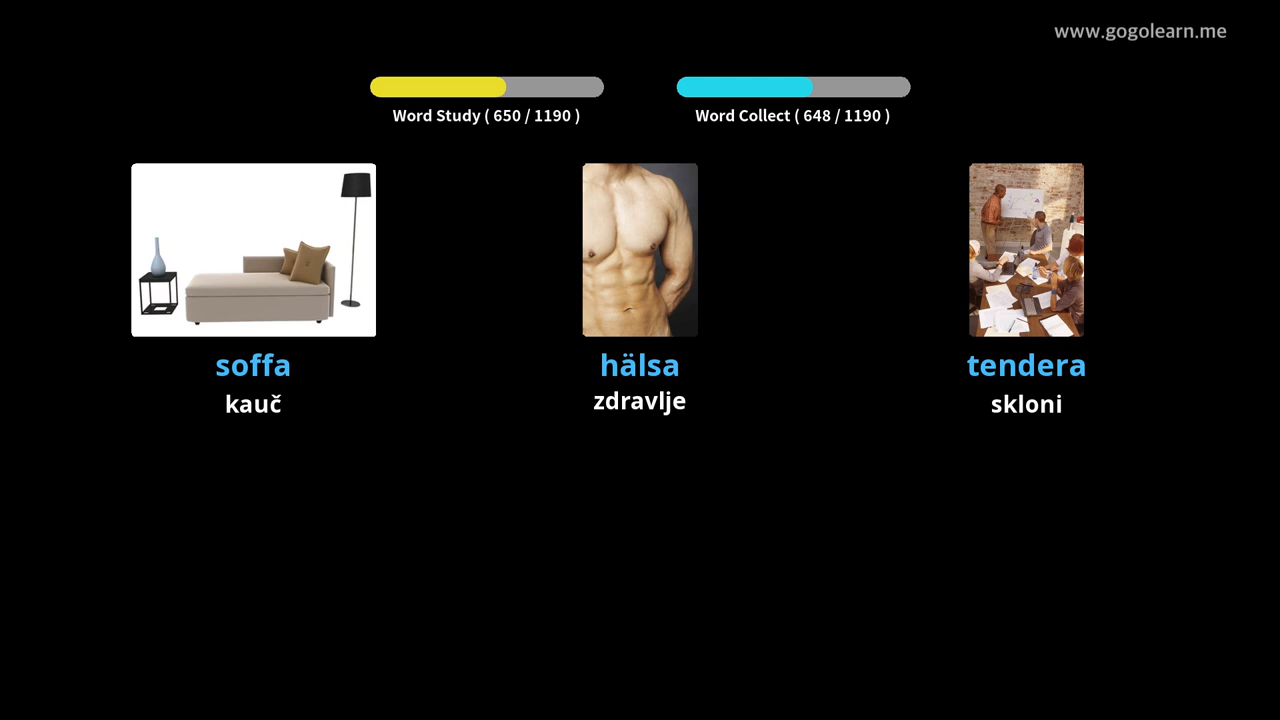 www.gogolearn.me
Word Study ( 650 / 1190 )
Word Collect ( 648 / 1190 )
soffa
kauč
hälsa
zdravlje
tendera
skloni